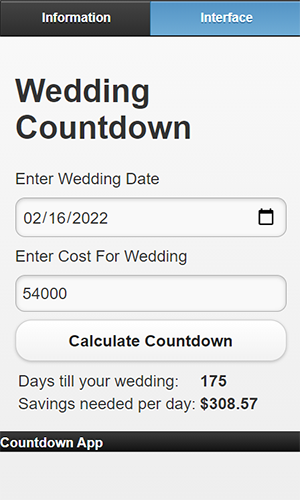 Information Interface
Wedding
Countdown
Enter Wedding Date
02/16/2022
Enter Cost For Wedding
54000
Calculate Countdown
Days till your wedding: 175
Savings needed per day: $308.57
Countdown App